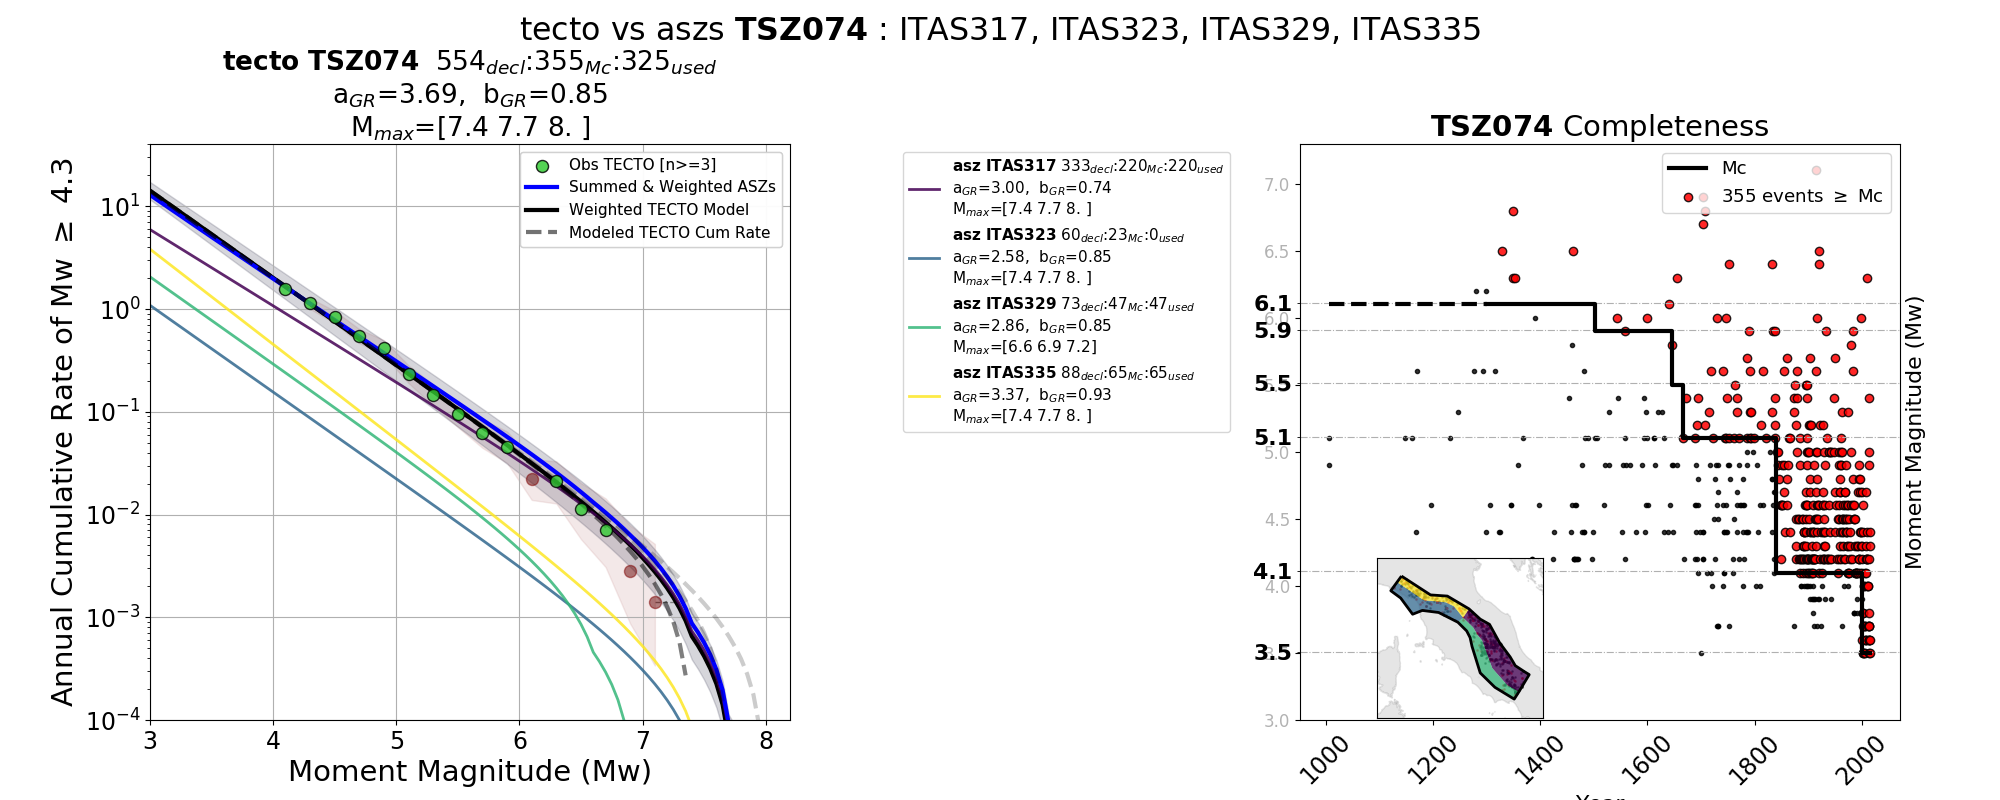 tecto vs aszs TSZ074 : ITAS317, ITAS323, ITAS329, ITAS335
tecto TSZ074 554decl:355Mc:325used
aGR=3.69, bGR=0.85
Mmax=[7.4 7.7 8. ]
Annual Cumulative Rate of Mw ≥ 4.3
10^1
10^0
10^-1
10^-2
10^-3
10^-4
3 4 5 6 7 8
Moment Magnitude (Mw)
Obs TECTO [n>=3]
Summed & Weighted ASZs
Weighted TECTO Model
Modeled TECTO Cum Rate
asz ITAS317 333decl:220Mc:220used
aGR=3.00, bGR=0.74
Mmax=[7.4 7.7 8. ]
asz ITAS323 60decl:23Mc:0used
aGR=2.58, bGR=0.85
Mmax=[7.4 7.7 8. ]
asz ITAS329 73decl:47Mc:47used
aGR=2.86, bGR=0.85
Mmax=[6.6 6.9 7.2]
asz ITAS335 88decl:65Mc:65used
aGR=3.37, bGR=0.93
Mmax=[7.4 7.7 8. ]
TSZ074 Completeness
Mc
355 events ≥ Mc
7.0
6.5
6.1
6.0
5.9
5.5
5.1
5.0
4.5
4.1
4.0
3.5
3.0
1000 1200 1400 1600 1800 2000
Year
Moment Magnitude (Mw)